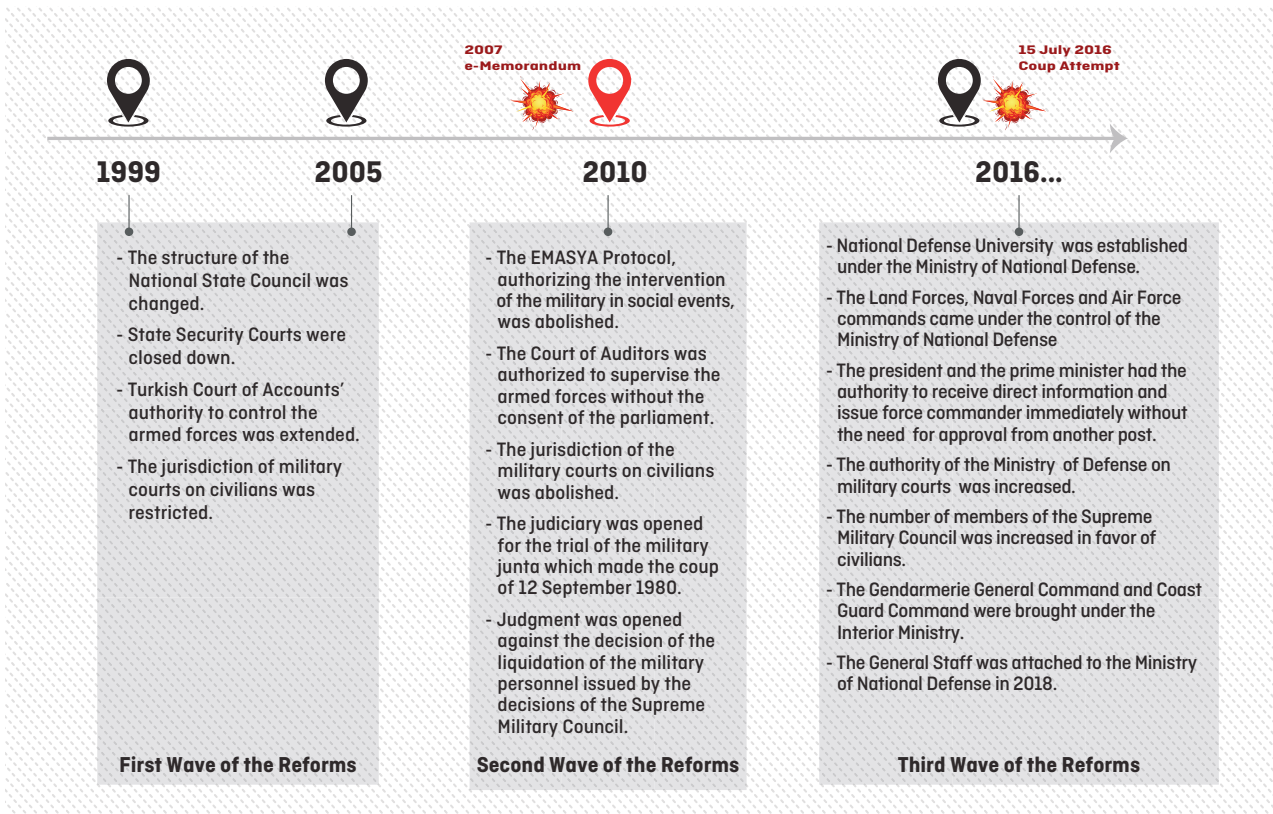 2007
e-Memorandum
15 July 2016
Coup Attempt
1999
2005
2010
2016...
- The structure of the
National State Council was
changed.
- State Security Courts were
closed down.
- Turkish Court of Accounts’
authority to control the
armed forces was extended.
- The jurisdiction of military
courts on civilians was
restricted.
First Wave of the Reforms
- The EMASYA Protocol,
authorizing the intervention
of the military in social events,
was abolished.
- The Court of Auditors was
authorized to supervise the
armed forces without the
consent of the parliament.
- The jurisdiction of the
military courts on civilians
was abolished.
- The judiciary was opened
for the trial of the military
junta which made the coup
of 12 September 1980.
- Judgment was opened
against the decision of the
liquidation of the military
personnel issued by the
decisions of the Supreme
Military Council.
Second Wave of the Reforms
- National Defense University was established
under the Ministry of National Defense.
- The Land Forces, Naval Forces and Air Force
commands came under the control of the
Ministry of National Defense
- The president and the prime minister had the
authority to receive direct information and
issue force commander immediately without
the need for approval from another post.
- The authority of the Ministry of Defense on
military courts was increased.
- The number of members of the Supreme
Military Council was increased in favor of
civilians.
- The Gendarmerie General Command and Coast
Guard Command were brought under the
Interior Ministry.
- The General Staff was attached to the Ministry
of National Defense in 2018.
Third Wave of the Reforms